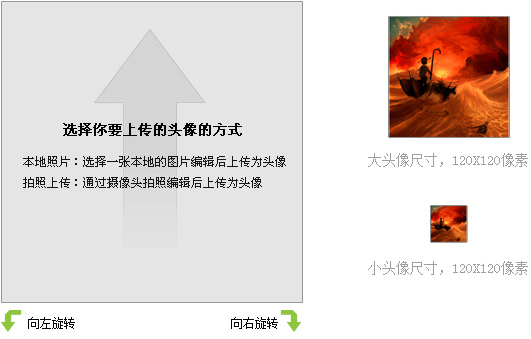 选择你要上传的头像的方式
本地照片：选择一张本地的图片编辑后上传为头像
拍照上传：通过摄像头拍照编辑后上传为头像
向左旋转
向右旋转
大头像尺寸，120X120像素
小头像尺寸，120X120像素